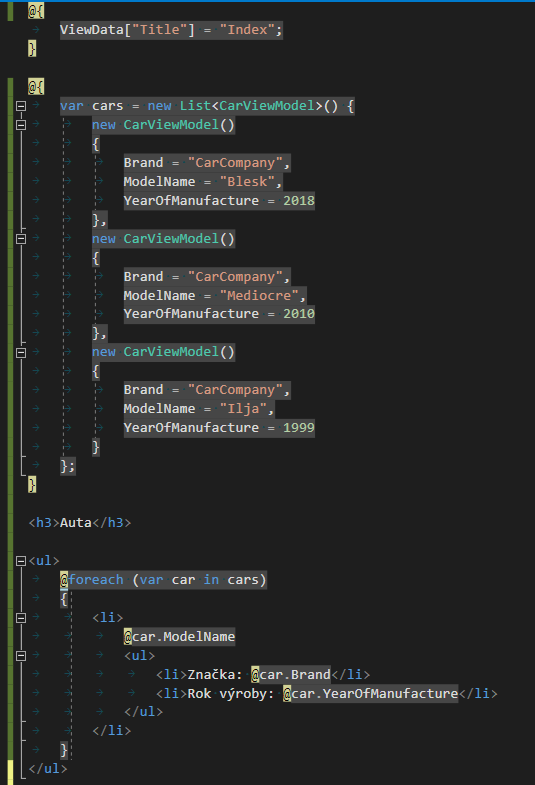 @{
ViewData["Title"] = "Index";
}
@{
var cars = new List<CarViewModel>() {
new CarViewModel()
{
Brand = "CarCompany",
ModelName = "Blesk",
YearOfManufacture = 2018
},
new CarViewModel()
{
Brand = "CarCompany",
ModelName = "Mediocre",
YearOfManufacture = 2010
},
new CarViewModel()
{
Brand = "CarCompany",
ModelName = "Ilja",
YearOfManufacture = 1999
}
};
}
<h3>Auta</h3>
<ul>
@foreach (var car in cars)
{
<li>
@car.ModelName
<ul>
<li>Značka: @car.Brand</li>
<li>Rok výroby: @car.YearOfManufacture</li>
</ul>
</li>
}
</ul>